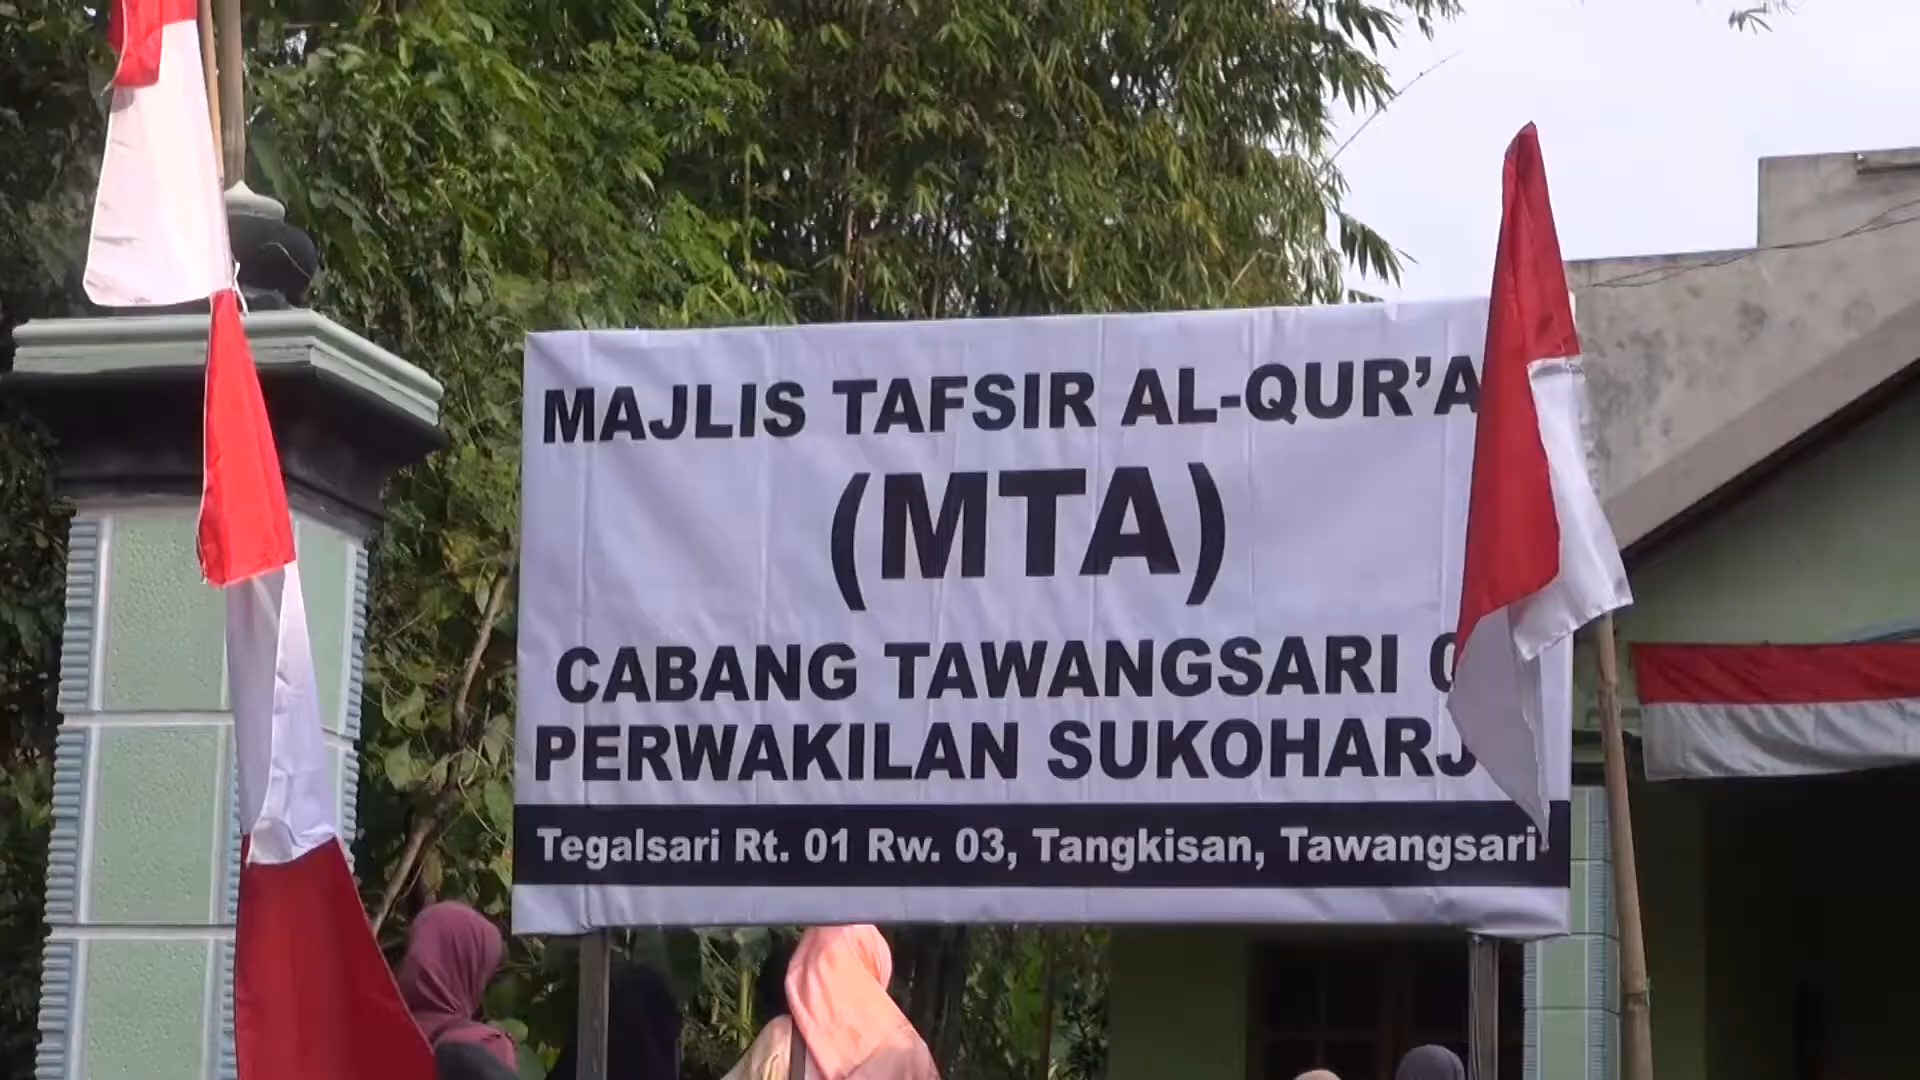 MAJLIS TAFSIR AL-QUR'A
(MTA)
CABANG TAWANGSARI
PERWAKILAN SUKOHARJ
Tegalsari Rt. 01 Rw. 03, Tangkisan, Tawangsari